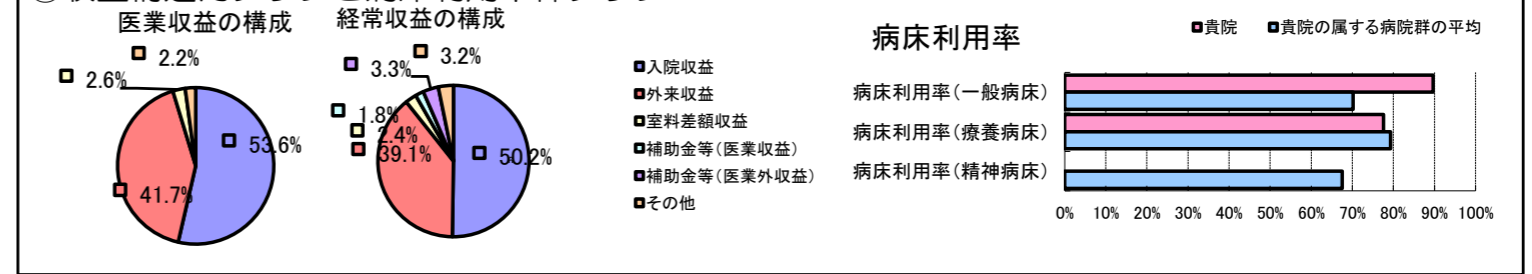 医業収益の構成
2.2%
2.6%
53.6%
41.7%
経常収益の構成
3.2%
3.3%
1.8%
2.4%
39.1%
50.2%
■入院収益
■外来収益
■室料差額収益
■補助金等(医業収益)
■補助金等(医業外収益)
■その他
病床利用率
■貴院 ■貴院の属する病院群の平均
病床利用率(一般病床)
病床利用率(療養病床)
病床利用率(精神病床)
0% 10% 20% 30% 40% 50% 60% 70% 80% 90% 100%